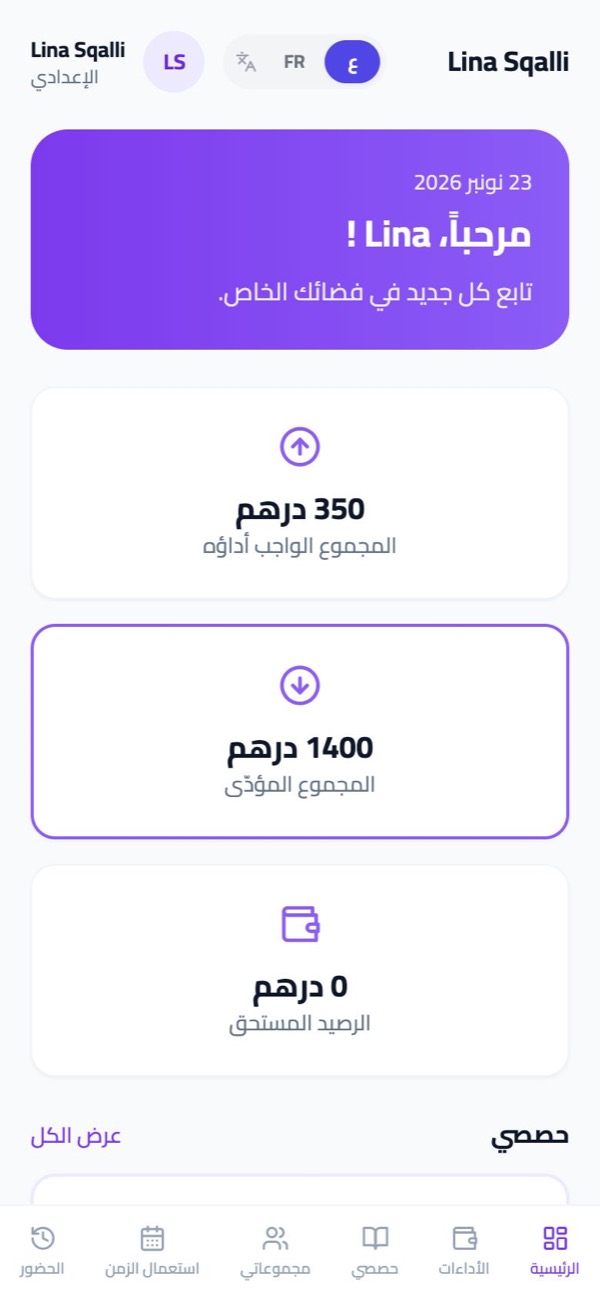 Lina Sqalli
ع
FR
LS
Lina Sqalli
الإعدادي
23 نونبر 2026
مرحباً، Lina !
تابع كل جديد في فضائك الخاص.
350 درهم
المجموع الواجب أداؤه
1400 درهم
المجموع المؤدّى
0 درهم
الرصيد المستحق
حصصي
عرض الكل
الرئيسية
الأداءات
حصصي
مجموعاتي
استعمال الزمن
الحضور